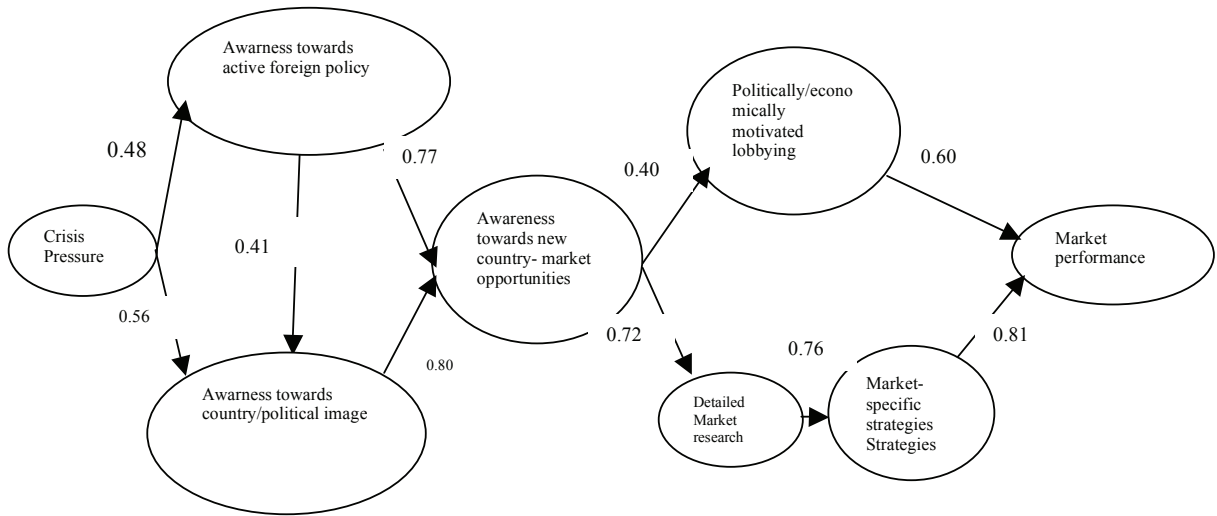 Awarness towards
active foreign policy
Politically/econo
mically
motivated
lobbying
0.48
0.77
0.40
0.60
Crisis
Pressure
0.41
Awareness
towards new
country- market
opportunities
Market
performance
0.56
0.80
0.72
0.76
0.81
Awarness towards
country/political image
Detailed
Market
research
Market-
specific
strategies
Strategies